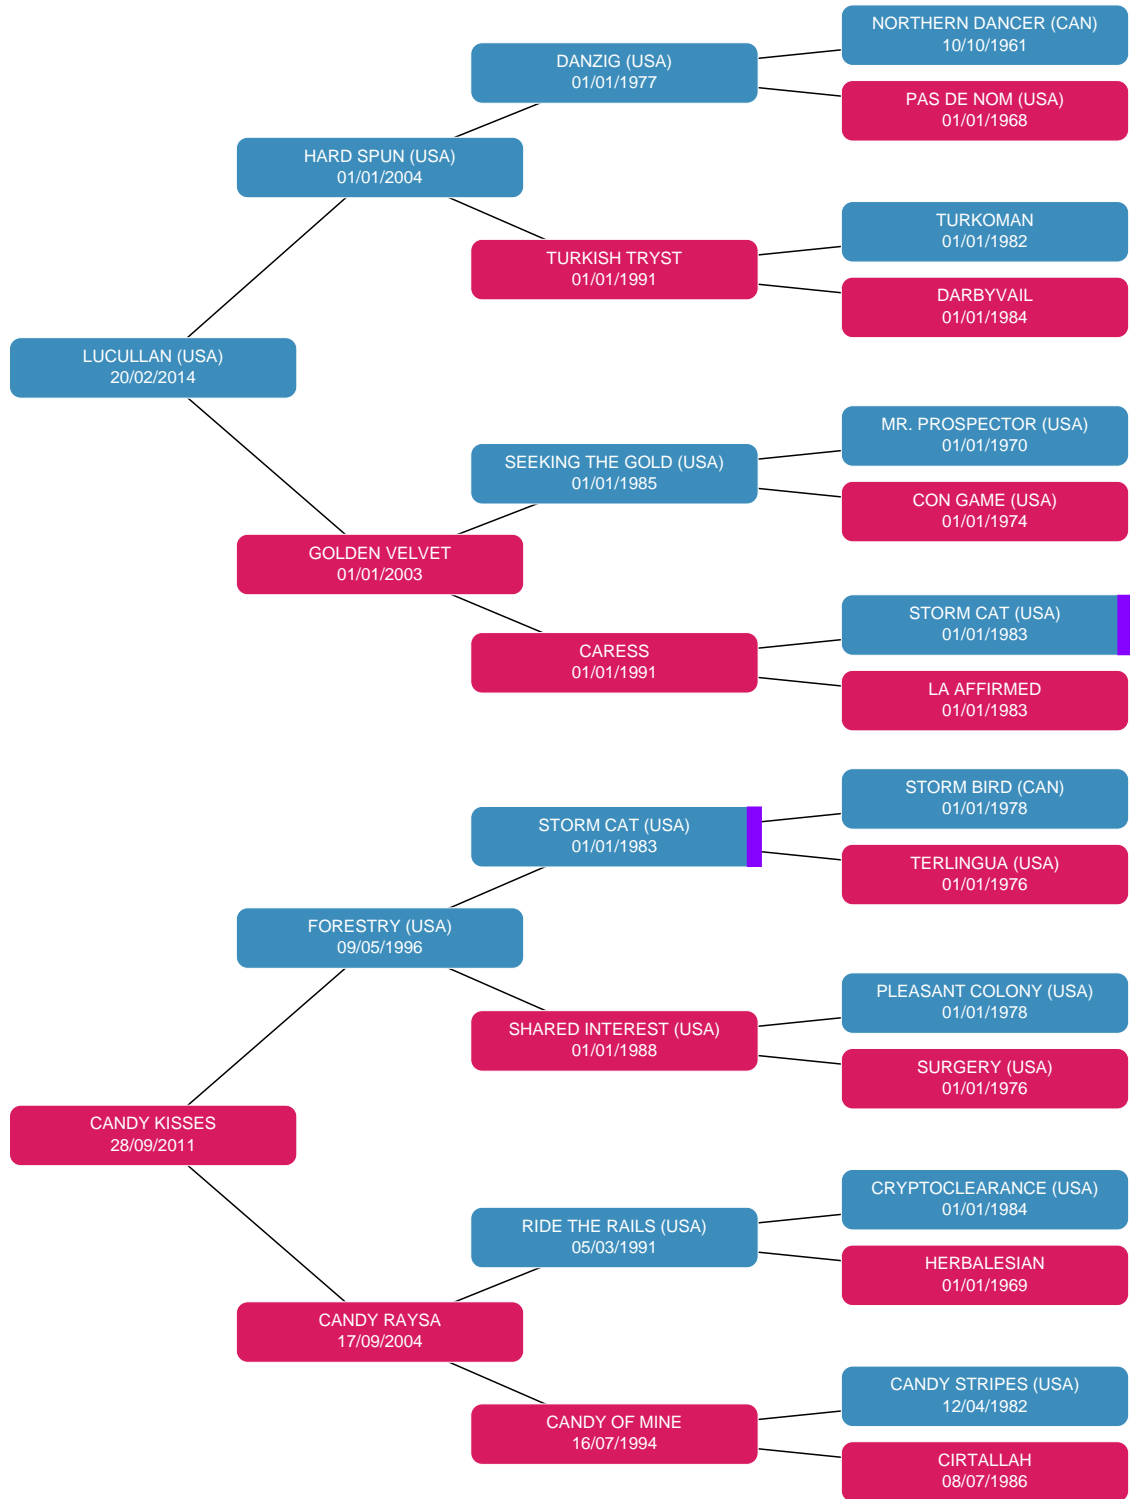 NORTHERN DANCER (CAN)
10/10/1961
DANZIG (USA)
01/01/1977
PAS DE NOM (USA)
01/01/1968
HARD SPUN (USA)
01/01/2004
TURKOMAN
01/01/1982
TURKISH TRYST
01/01/1991
DARBYVAIL
01/01/1984
LUCULLAN (USA)
20/02/2014
MR. PROSPECTOR (USA)
01/01/1970
SEEKING THE GOLD (USA)
01/01/1985
CON GAME (USA)
01/01/1974
GOLDEN VELVET
01/01/2003
STORM CAT (USA)
01/01/1983
CARESS
01/01/1991
LA AFFIRMED
01/01/1983
STORM BIRD (CAN)
01/01/1978
STORM CAT (USA)
01/01/1983
TERLINGUA (USA)
01/01/1976
FORESTRY (USA)
09/05/1996
PLEASANT COLONY (USA)
01/01/1978
SHARED INTEREST (USA)
01/01/1988
SURGERY (USA)
01/01/1976
CANDY KISSES
28/09/2011
CRYPTOCLEARANCE (USA)
01/01/1984
RIDE THE RAILS (USA)
05/03/1991
HERBALESIAN
01/01/1969
CANDY RAYSA
17/09/2004
CANDY STRIPES (USA)
12/04/1982
CANDY OF MINE
16/07/1994
CIRTALLAH
08/07/1986